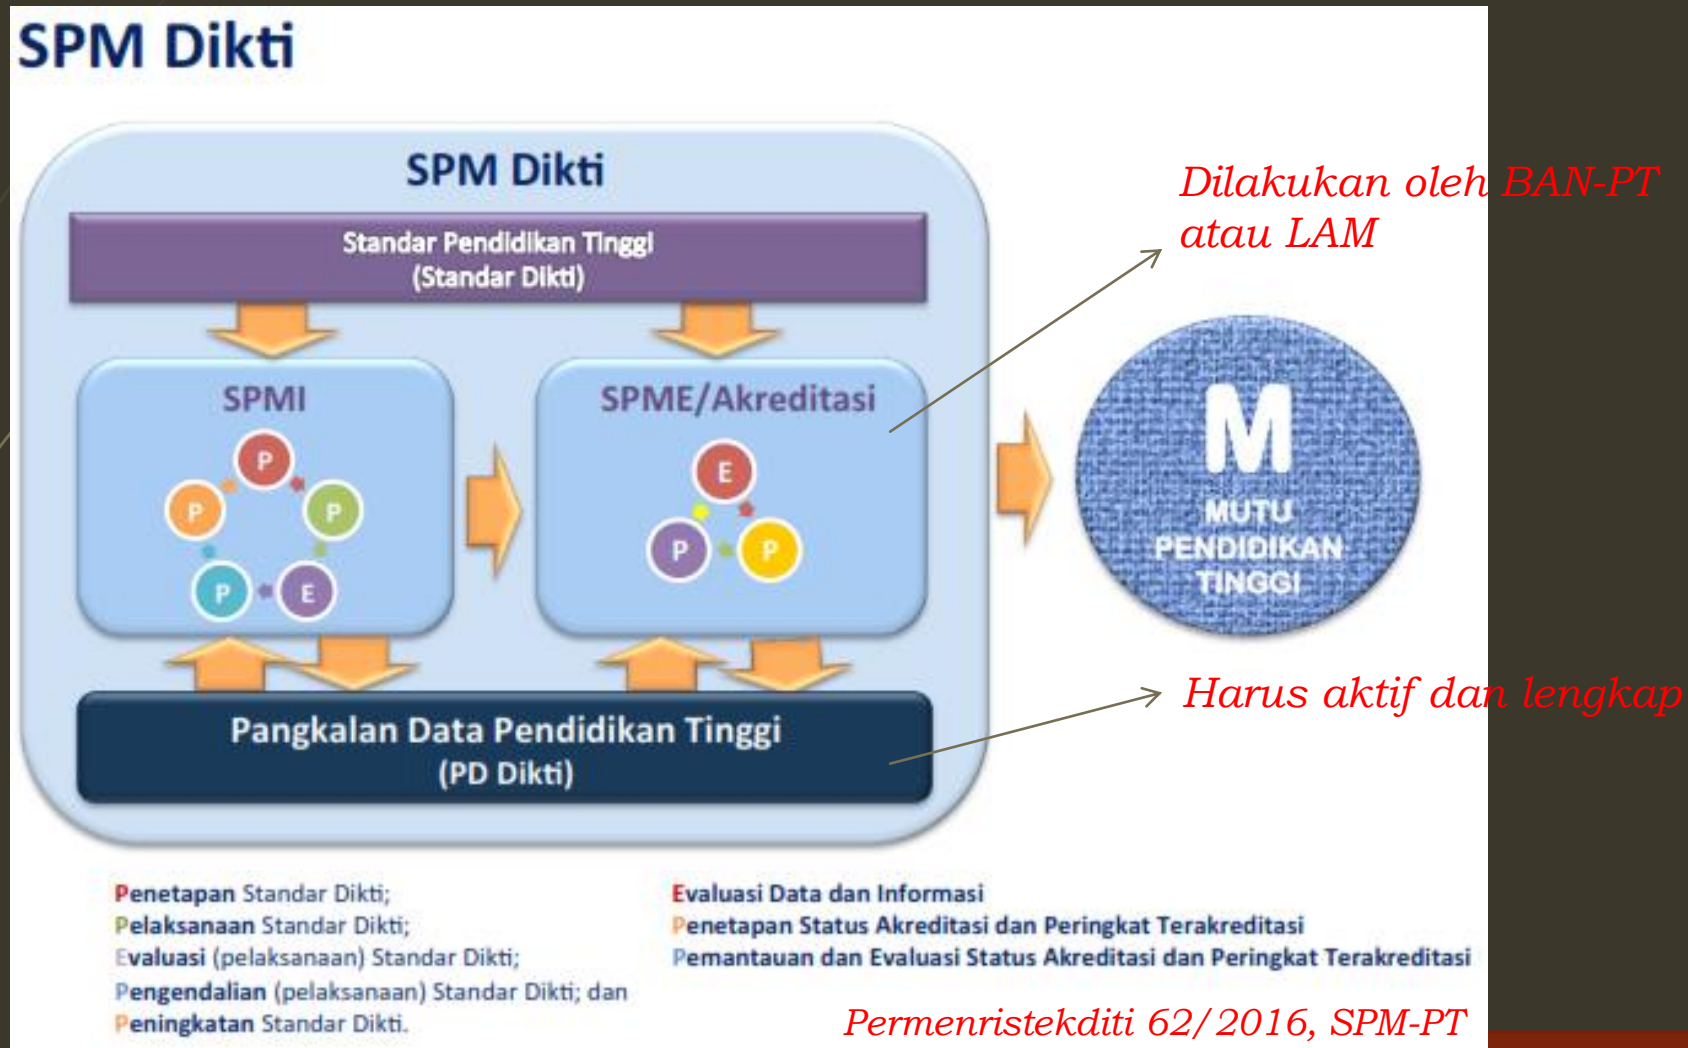 SPM Dikti
SPM Dikti
Standar Pendidikan Tinggi
(Standar Dikti)
Dilakukan oleh BAN-PT
atau LAM
SPMI
P
P
P
P
E
SPME/Akreditasi
E
P
P
M
MUTU
PENDIDIKAN
TINGGI
Harus aktif dan lengkap
Pangkalan Data Pendidikan Tinggi
(PD Dikti)
Penetapan Standar Dikti;
Pelaksanaan Standar Dikti;
Evaluasi (pelaksanaan) Standar Dikti;
Pengendalian (pelaksanaan) Standar Dikti; dan
Peningkatan Standar Dikti.
Evaluasi Data dan Informasi
Penetapan Status Akreditasi dan Peringkat Terakreditasi
Pemantauan dan Evaluasi Status Akreditasi dan Peringkat Terakreditasi
Permenristekditi 62/2016, SPM-PT